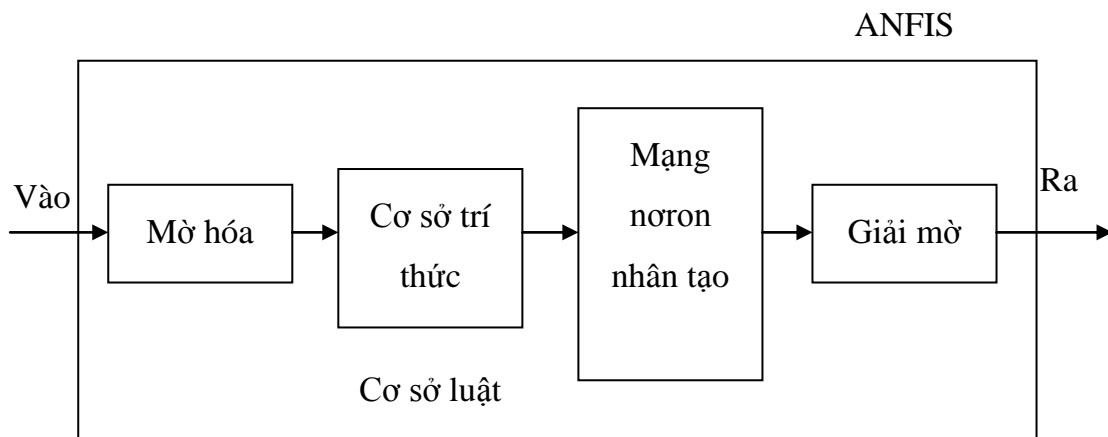 ANFIS
Vào
Mờ hóa
Cơ sở trí
thức
Cơ sở luật
Mạng
nơron
nhân tạo
Giải mờ
Ra